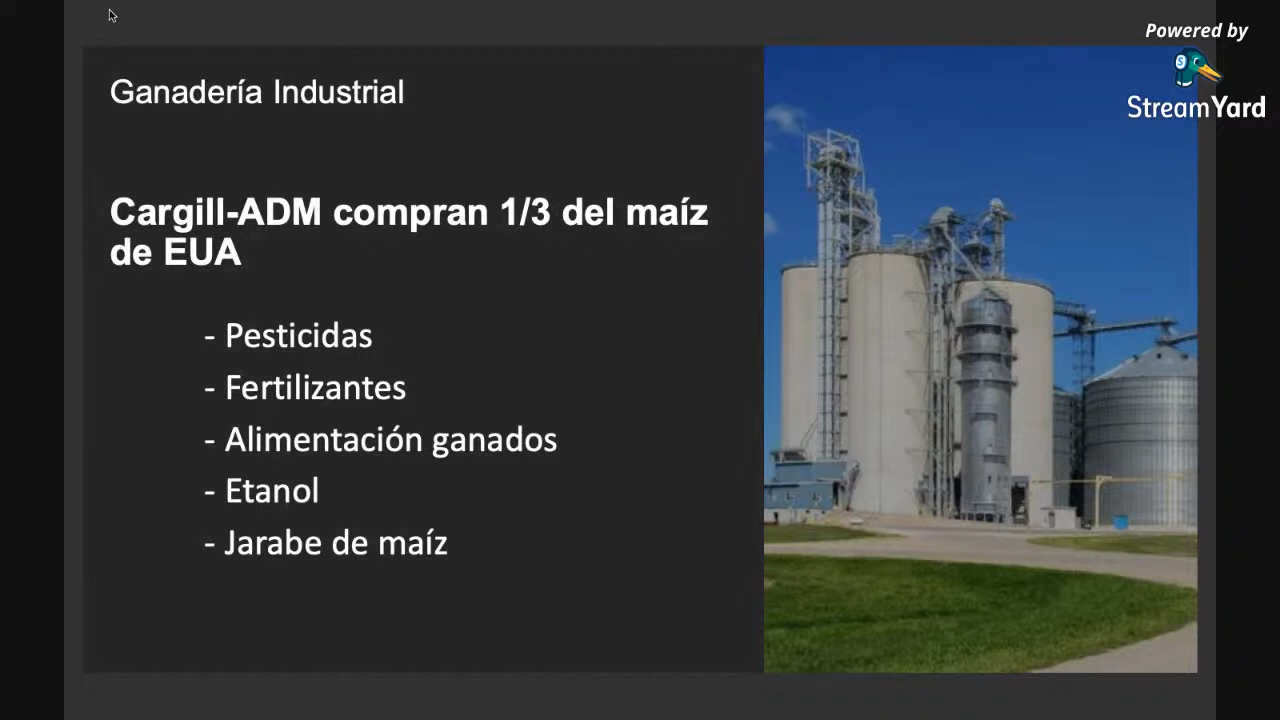 Powered by
StreamYard
Ganadería Industrial
Cargill-ADM compran 1/3 del maíz
de EUA
- Pesticidas
- Fertilizantes
- Alimentación ganados
- Etanol
- Jarabe de maíz